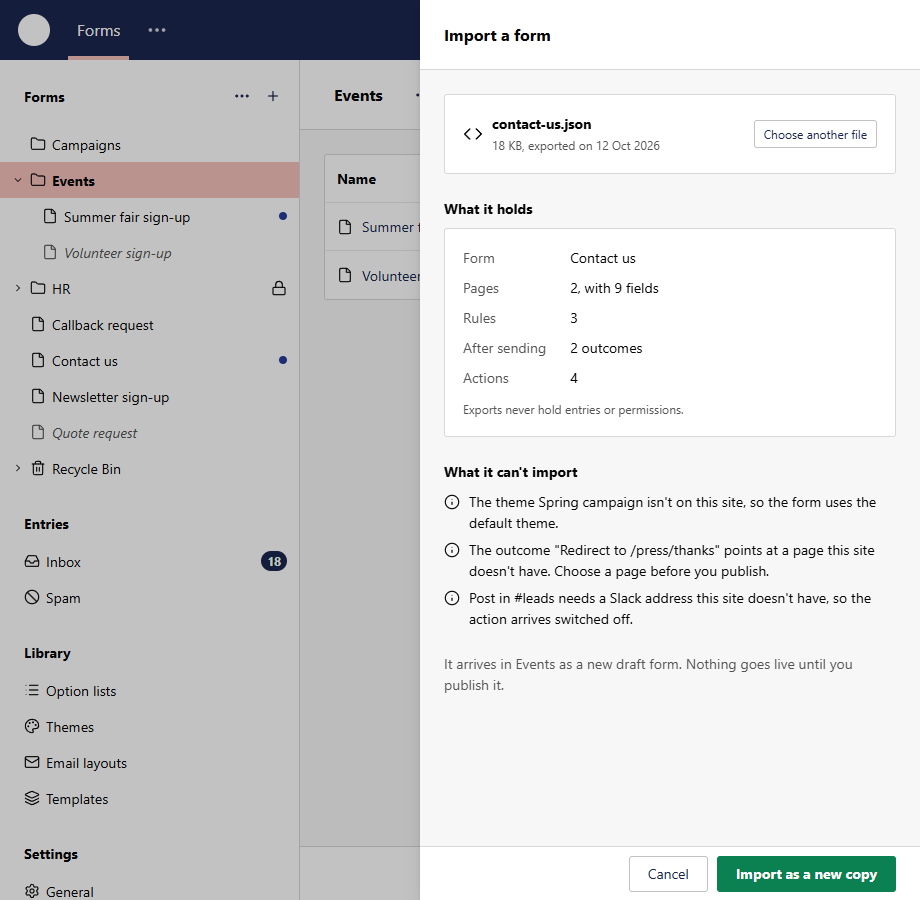 Forms
Forms
Campaigns
Events
Summer fair sign-up
Volunteer sign-up
HR
Callback request
Contact us
Newsletter sign-up
Quote request
Recycle Bin
Entries
Inbox 18
Spam
Library
Option lists
Themes
Email layouts
Templates
Settings
General
Events
Name
Summer
Volunteer
Import a form
contact-us.json
18 KB, exported on 12 Oct 2026
Choose another file
What it holds
Form Contact us
Pages 2, with 9 fields
Rules 3
After sending 2 outcomes
Actions 4
Exports never hold entries or permissions.
What it can't import
The theme Spring campaign isn't on this site, so the form uses the
default theme.
The outcome "Redirect to /press/thanks" points at a page this site
doesn't have. Choose a page before you publish.
Post in #leads needs a Slack address this site doesn't have, so the
action arrives switched off.
It arrives in Events as a new draft form. Nothing goes live until you
publish it.
Cancel
Import as a new copy